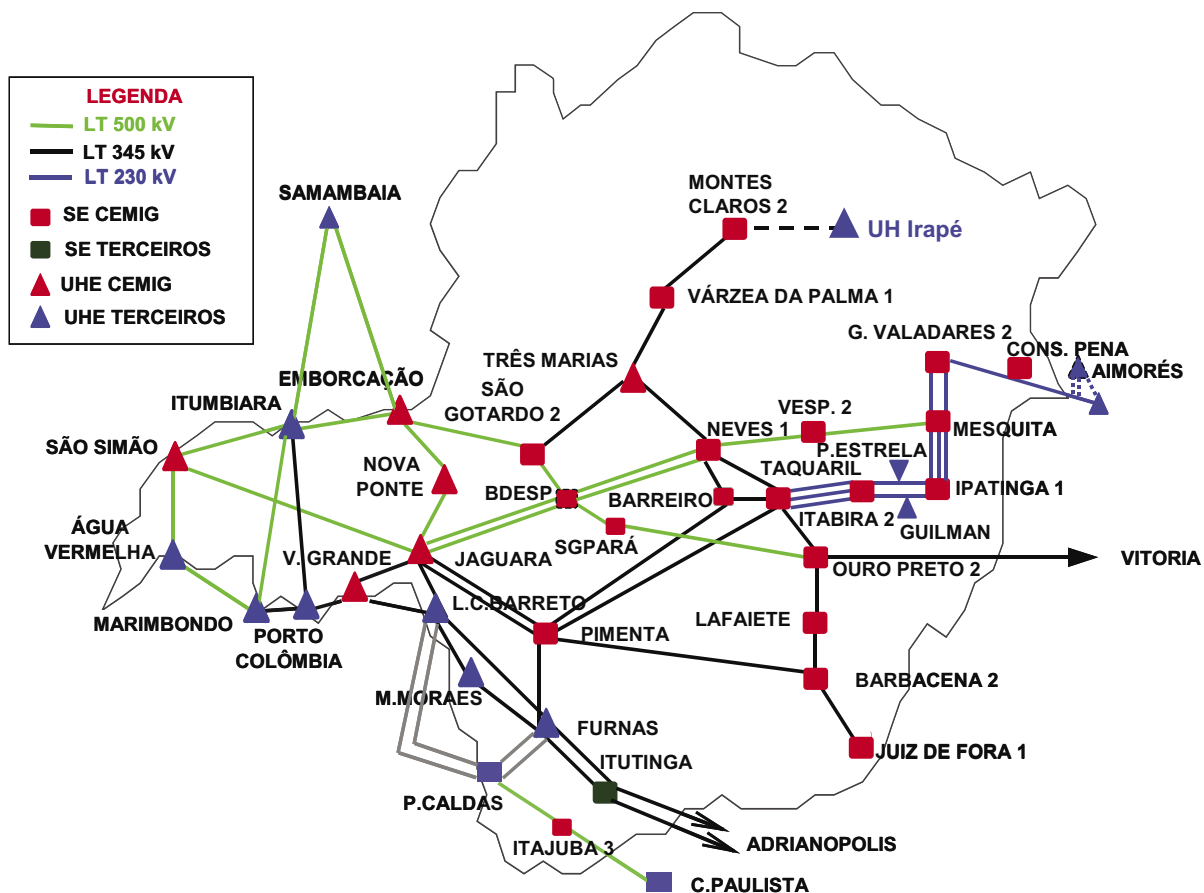 LEGENDA
LT 500 kV
LT 345 kV
LT 230 kV
SE CEMIG
SE TERCEIROS
UHE CEMIG
UHE TERCEIROS
SAMAMBAIA
MONTES
CLAROS 2
UH Irapé
VÁRZEA DA PALMA 1
G. VALADARES 2
CONS. PENA
AIMORÉS
TRÊS MARIAS
EMBORCAÇÃO
SÃO
GOTARDO 2
ITUMBIARA
VESP. 2
NEVES 1
MESQUITA
SÃO SIMÃO
P.ESTRELA
NOVA
PONTE
TAQUARIL
BDESP
BARREIRO
IPATINGA 1
ITABIRA 2
GUILMAN
ÁGUA
VERMELHA
SGPARÁ
V. GRANDE
JAGUARA
OURO PRETO 2
VITORIA
L.C.BARRETO
MARIMBONDO
PORTO
COLÔMBIA
PIMENTA
LAFAIETE
M.MORAES
BARBACENA 2
FURNAS
JUIZ DE FORA 1
ITUTINGA
P.CALDAS
ADRIANOPOLIS
ITAJUBA 3
C.PAULISTA